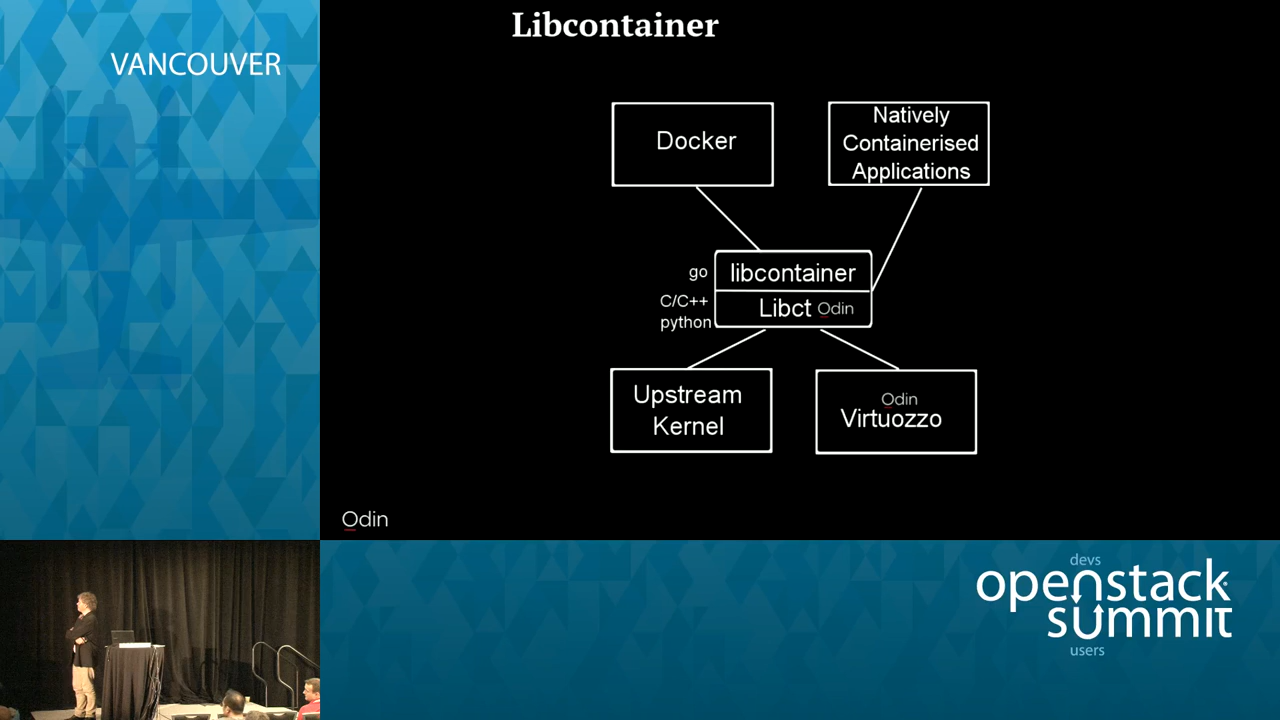 VANCOUVER
Libcontainer
Docker
Natively
Containerised
Applications
go
libcontainer
C/C++
python
Libct Odin
Upstream
Kernel
Odin
Virtuozzo
Odin
devs
openstack
summit
users